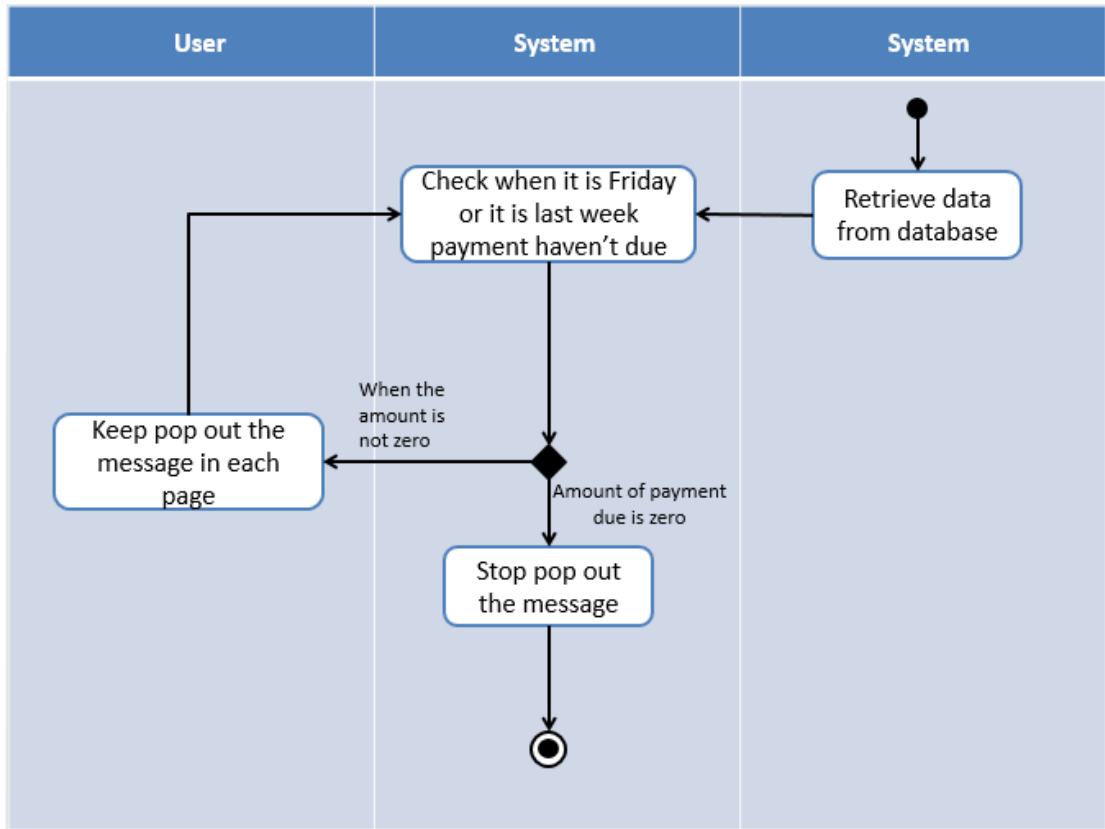 User
System
System
Check when it is Friday
or it is last week
payment haven't due
Retrieve data
from database
When the
amount is
not zero
Keep pop out the
message in each
page
Amount of payment
due is zero
Stop pop out
the message